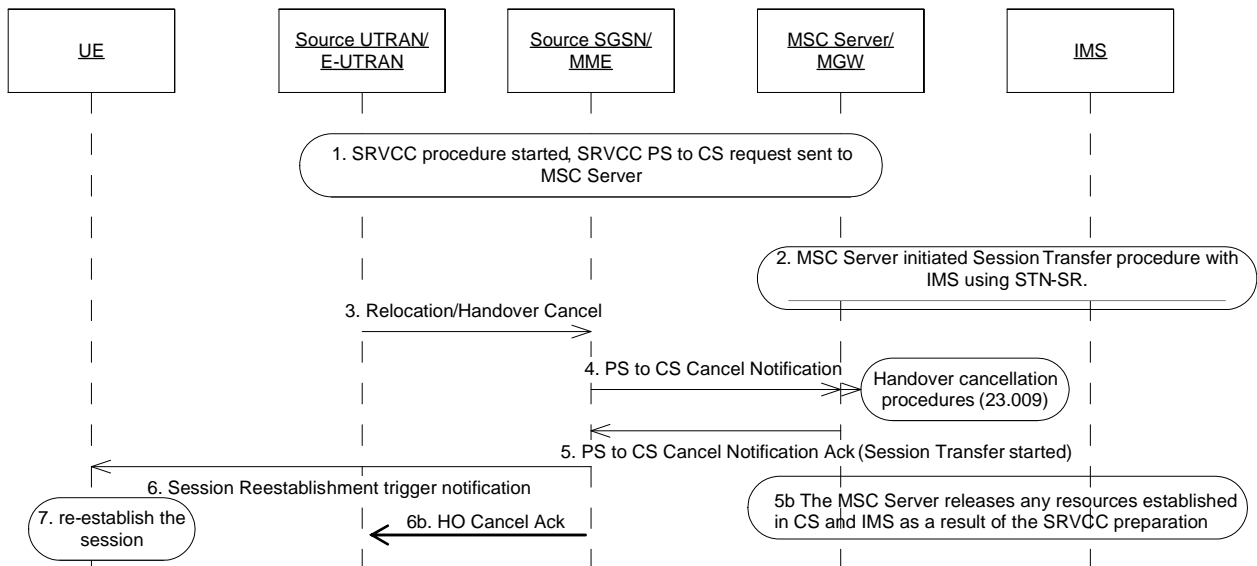 UE
Source UTRAN/
E-UTRAN
Source SGSN/
MME
MSC Server/
MGW
IMS
1. SRVCC procedure started, SRVCC PS to CS request sent to
MSC Server
2. MSC Server initiated Session Transfer procedure with
IMS using STN-SR.
3. Relocation/Handover Cancel
4. PS to CS Cancel Notification
Handover cancellation
procedures (23.009)
5. PS to CS Cancel Notification Ack (Session Transfer started)
6. Session Reestablishment trigger notification
5b The MSC Server releases any resources established
in CS and IMS as a result of the SRVCC preparation
7. re-establish the
session
6b. HO Cancel Ack